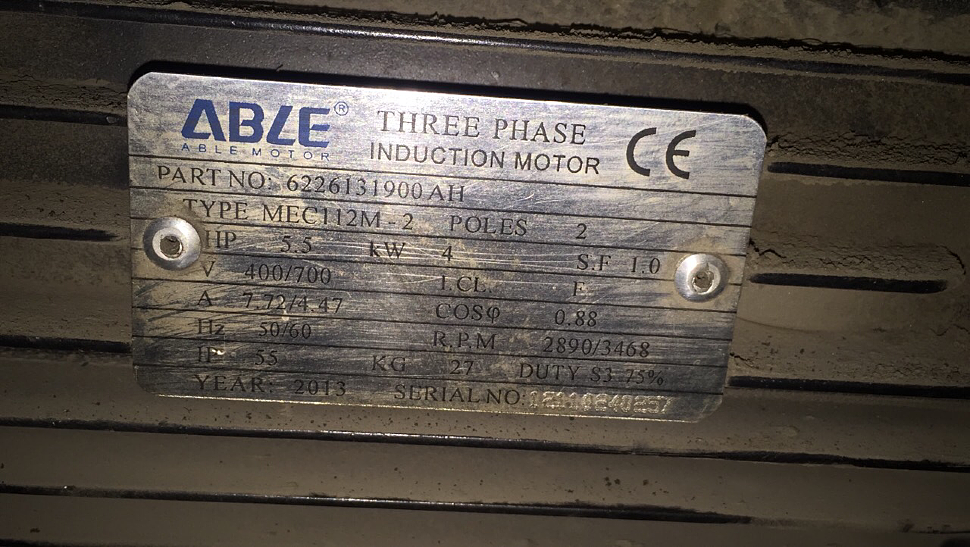 ABLE®
ABLE MOTOR
THREE PHASE
INDUCTION MOTOR
CE
PART NO: 6226131900AH
TYPE MEC112M-2 POLES 2
HP 5.5 kW 4 S.F 1.0
V 400/700 I.CL. F
A 7.72/4.47 COSφ 0.88
Hz 50/60 R.P.M 2890/3468
IP 55 KG 27 DUTY S3 75%
YEAR: 2013 SERIAL NO: